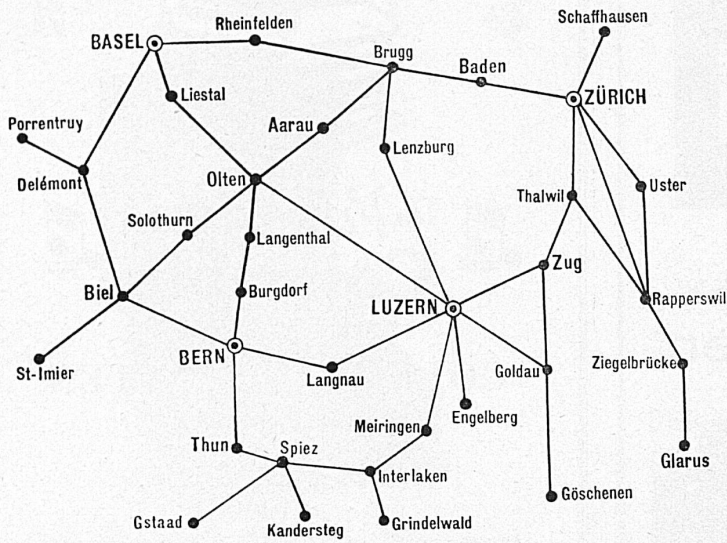 Schaffhausen
Rheinfelden
BASEL
Brugg
Baden
ZÜRICH
Liestal
Porrentruy
Aarau
Lenzburg
Delémont
Olten
Thalwil
Uster
Solothurn
Langenthal
Zug
Biel
Burgdorf
LUZERN
Rapperswil
BERN
St-Imier
Langnau
Goldau
Ziegelbrücke
Engelberg
Meiringen
Thun
Spiez
Glarus
Interlaken
Göschenen
Gstaad
Kandersteg
Grindelwald